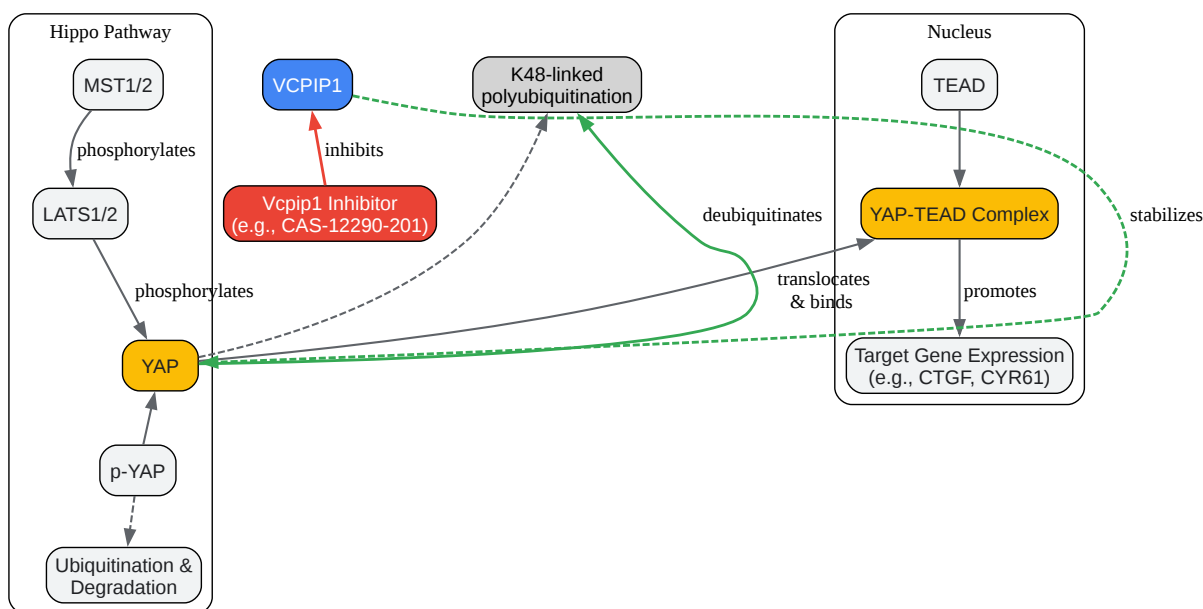 Hippo Pathway
Nucleus
MST1/2
VCPIP1
K48-linked
polyubiquitination
TEAD
phosphorylates
inhibits
LATS1/2
Vcpip1 Inhibitor
(e.g., CAS-12290-201)
deubiquitinates
YAP-TEAD Complex
stabilizes
phosphorylates
translocates
& binds
promotes
YAP
Target Gene Expression
(e.g., CTGF, CYR61)
p-YAP
Ubiquitination &
Degradation